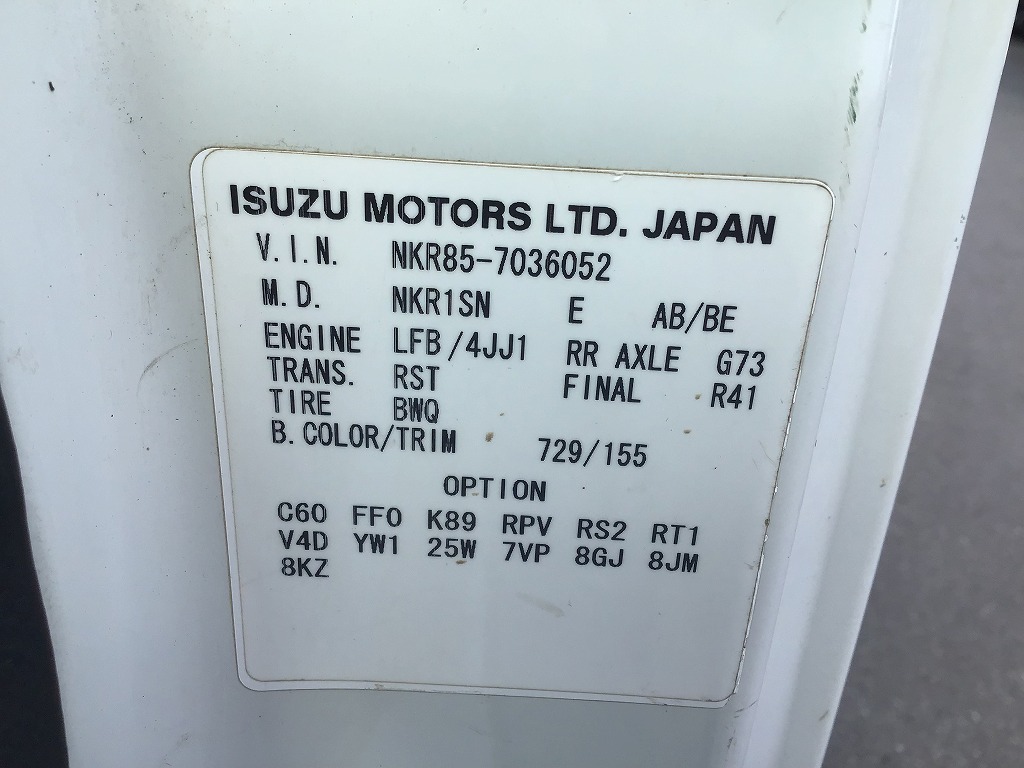 ISUZU MOTORS LTD. JAPAN
V.I.N. NKR85-7036052
M.D. NKR1SN E AB/BE
ENGINE LFB/4JJ1 RR AXLE G73
TRANS. RST FINAL R41
TIRE BWQ
B.COLOR/TRIM 729/155
OPTION
C60 FF0 K89 RPV RS2 RT1
V4D YW1 25W 7VP 8GJ 8JM
8KZ